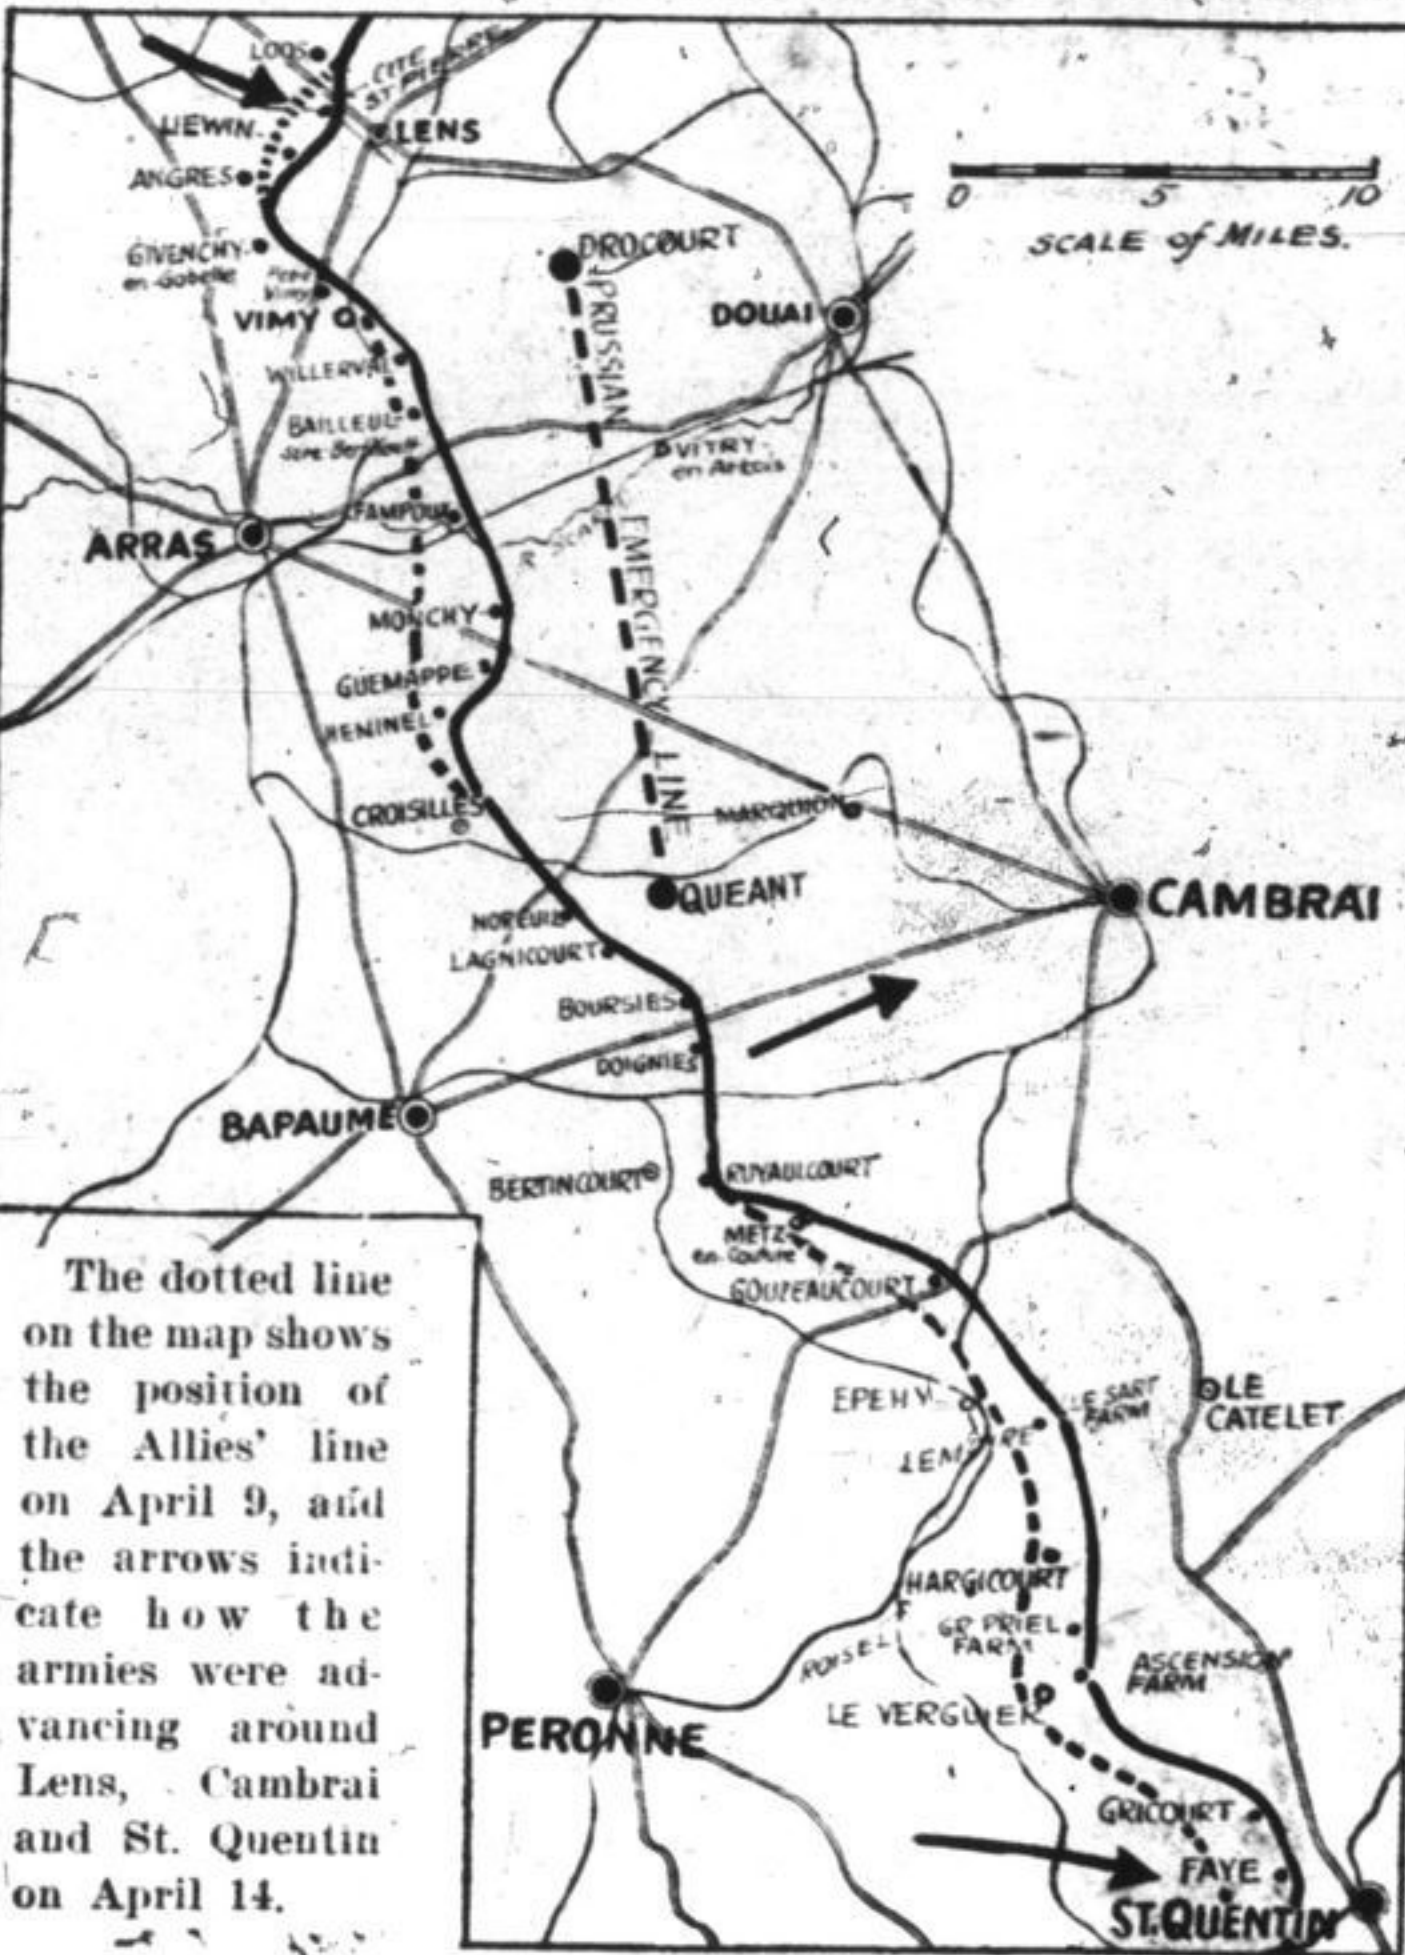 LOOS
CITE
ST. PIERRE
LIEWIN
LENS
ANGRES
0 5 10
SCALE of MILES.
GIVENCHY
en-Gohelle
DROCOURT
Petit
Vimy
VIMY
DOUAI
WILLERVAL
BAILLEUL
VITRY
en Artois
FAMPOUX
ARRAS
PRUSSIAN EMERGENCY LINE
MONCHY
GUEMAPPE
HENINEL
CROISILLES
MARQUION
QUEANT
CAMBRAI
NOREUIL
LAGNICOURT
BOURSIES
DOIGNIES
BAPAUME
BERTINCOURT
RUYAULCOURT
METZ
en-Couture
GOUZEAUCOURT
EPEHY
LE SART
FARM
LE
CATELET
LEMPIRE
HARGICOURT
GR PRIEL
FARM
ROISEL
ASCENSION
FARM
LE VERGUIER
PERONNE
GRICOURT
FAYE
ST. QUENTIN
The dotted line
on the map shows
the position of
the Allies' line
on April 9, and
the arrows indi-
cate how the
armies were ad-
vancing around
Lens, Cambrai
and St. Quentin
on April 14.